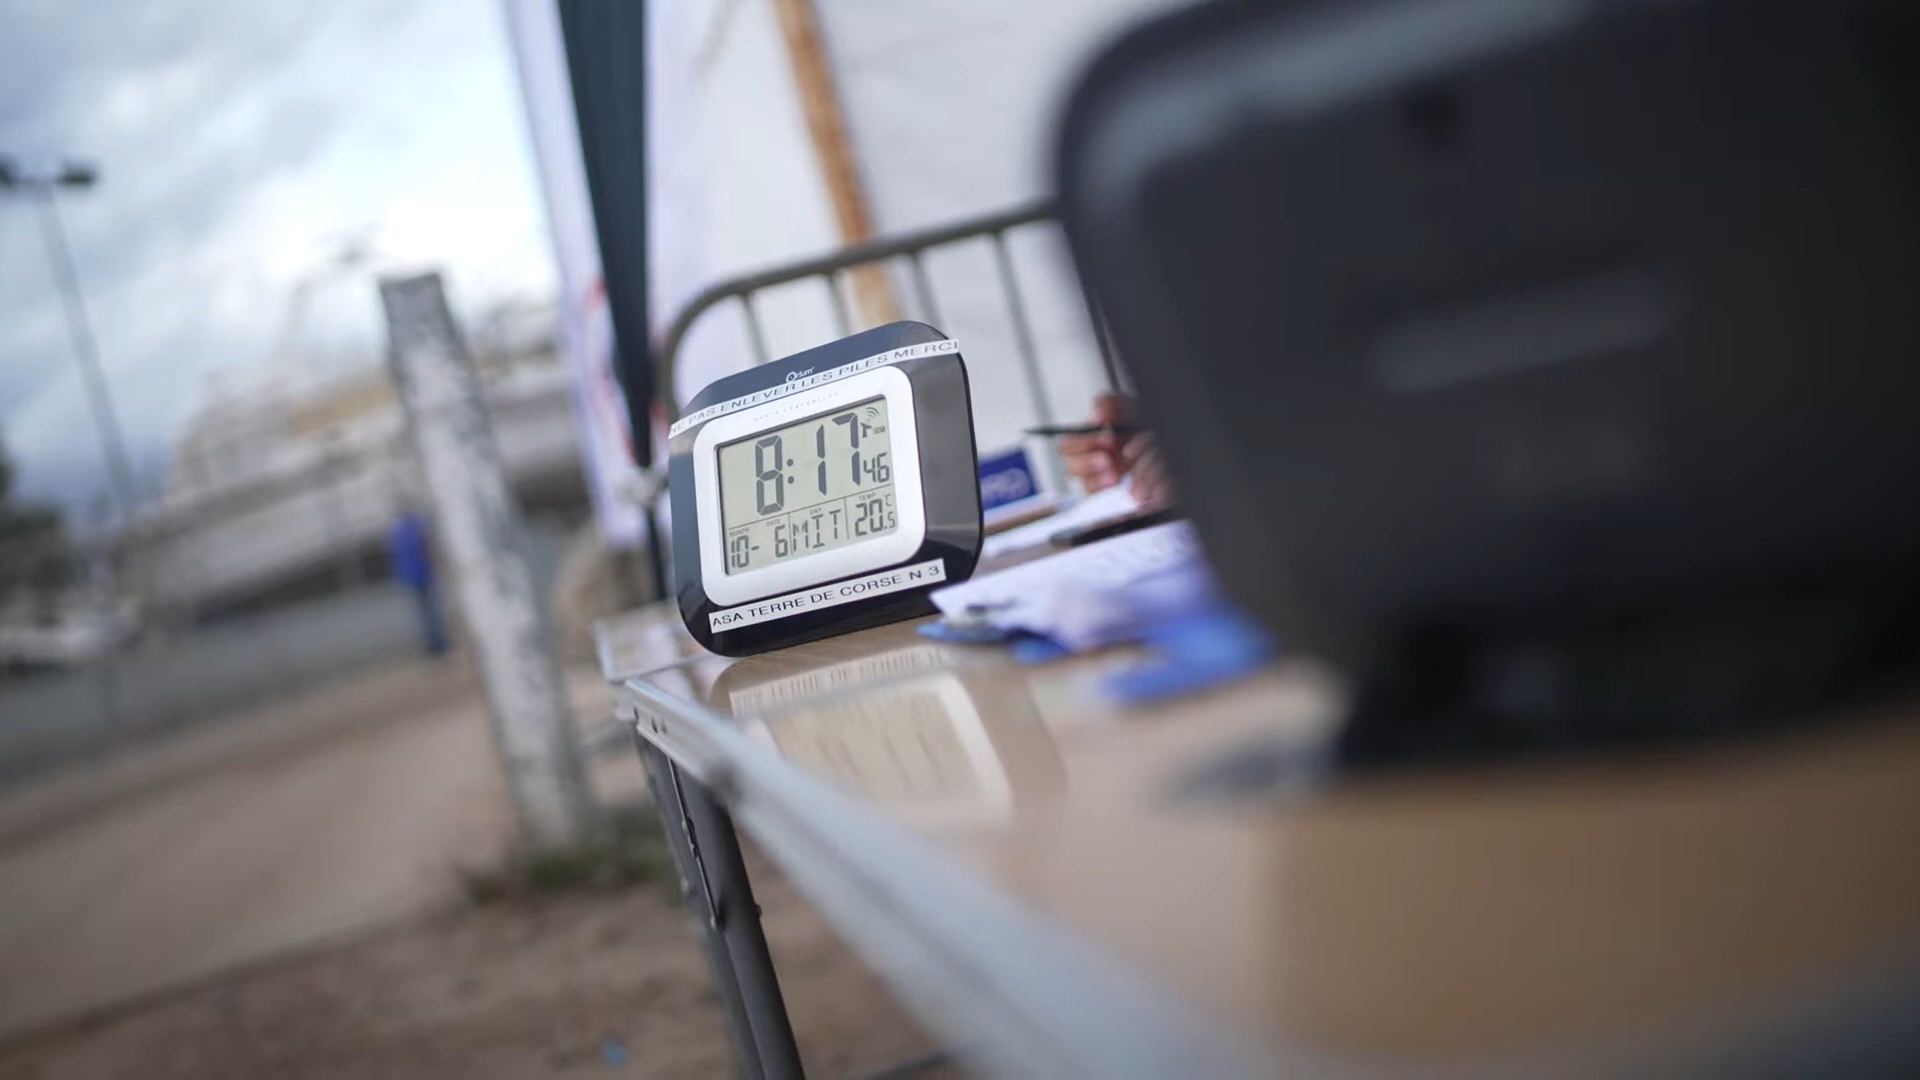 Orium
NE PAS ENLEVER LES PILES MERCI
8:17 46
MONTH DATE DAY TEMP
10- 6 MIT 20.5 °C
ASA TERRE DE CORSE N 3